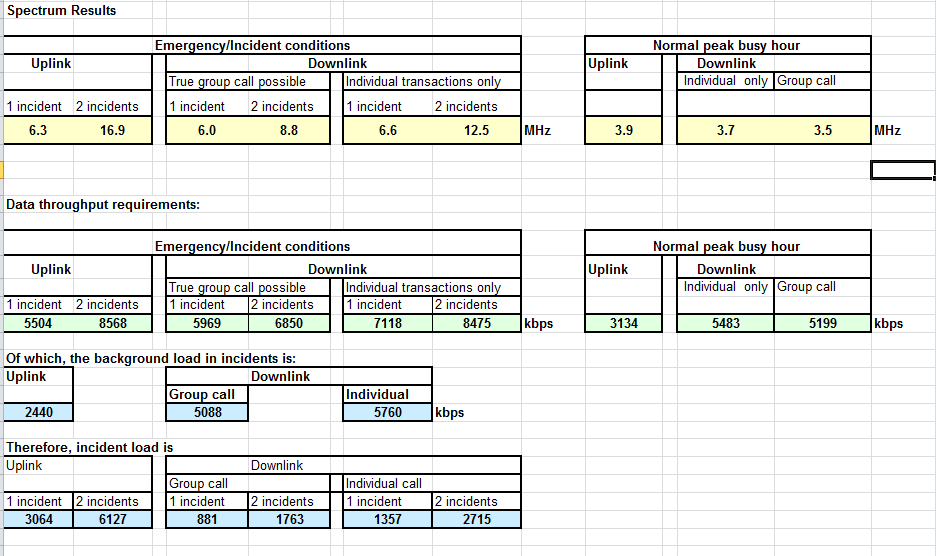 Spectrum Results
Emergency/Incident conditions Normal peak busy hour
Uplink Downlink Uplink Downlink
True group call possible Individual transactions only Individual only Group call
1 incident 2 incidents 1 incident 2 incidents 1 incident 2 incidents
6.3 16.9 6.0 8.8 6.6 12.5 MHz 3.9 3.7 3.5 MHz
Data throughput requirements:
Emergency/Incident conditions Normal peak busy hour
Uplink Downlink Uplink Downlink
True group call possible Individual transactions only Individual only Group call
1 incident 2 incidents 1 incident 2 incidents 1 incident 2 incidents
5504 8568 5969 6850 7118 8475 kbps 3134 5483 5199 kbps
Of which, the background load in incidents is:
Uplink Downlink
Group call Individual
2440 5088 5760 kbps
Therefore, incident load is
Uplink Downlink
Group call Individual call
1 incident 2 incidents 1 incident 2 incidents 1 incident 2 incidents
3064 6127 881 1763 1357 2715